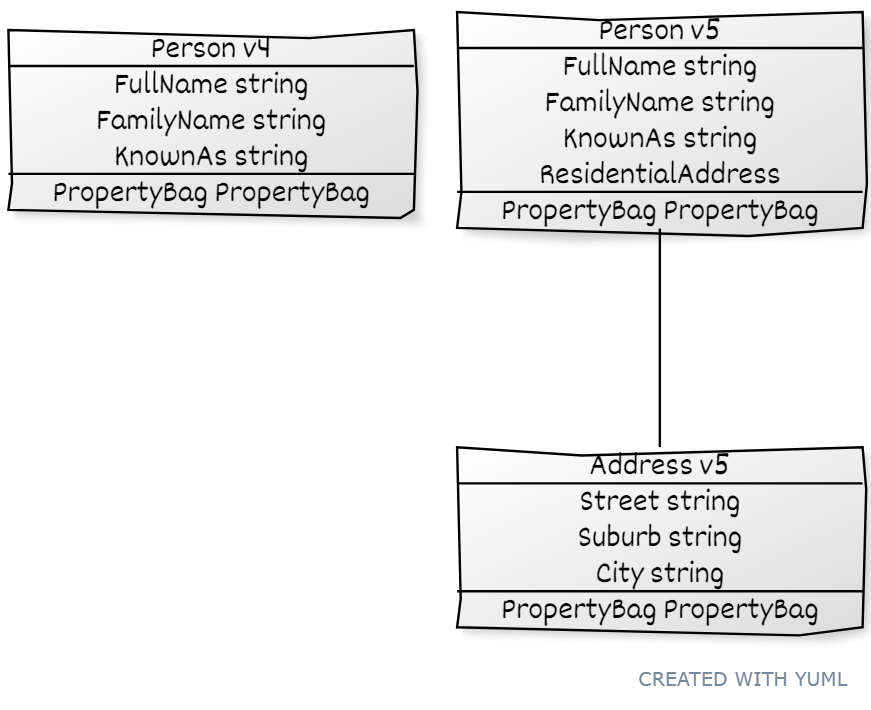 Person v4
FullName string
FamilyName string
KnownAs string
PropertyBag PropertyBag
Person v5
FullName string
FamilyName string
KnownAs string
ResidentialAddress
PropertyBag PropertyBag
Address v5
Street string
Suburb string
City string
PropertyBag PropertyBag
CREATED WITH YUML